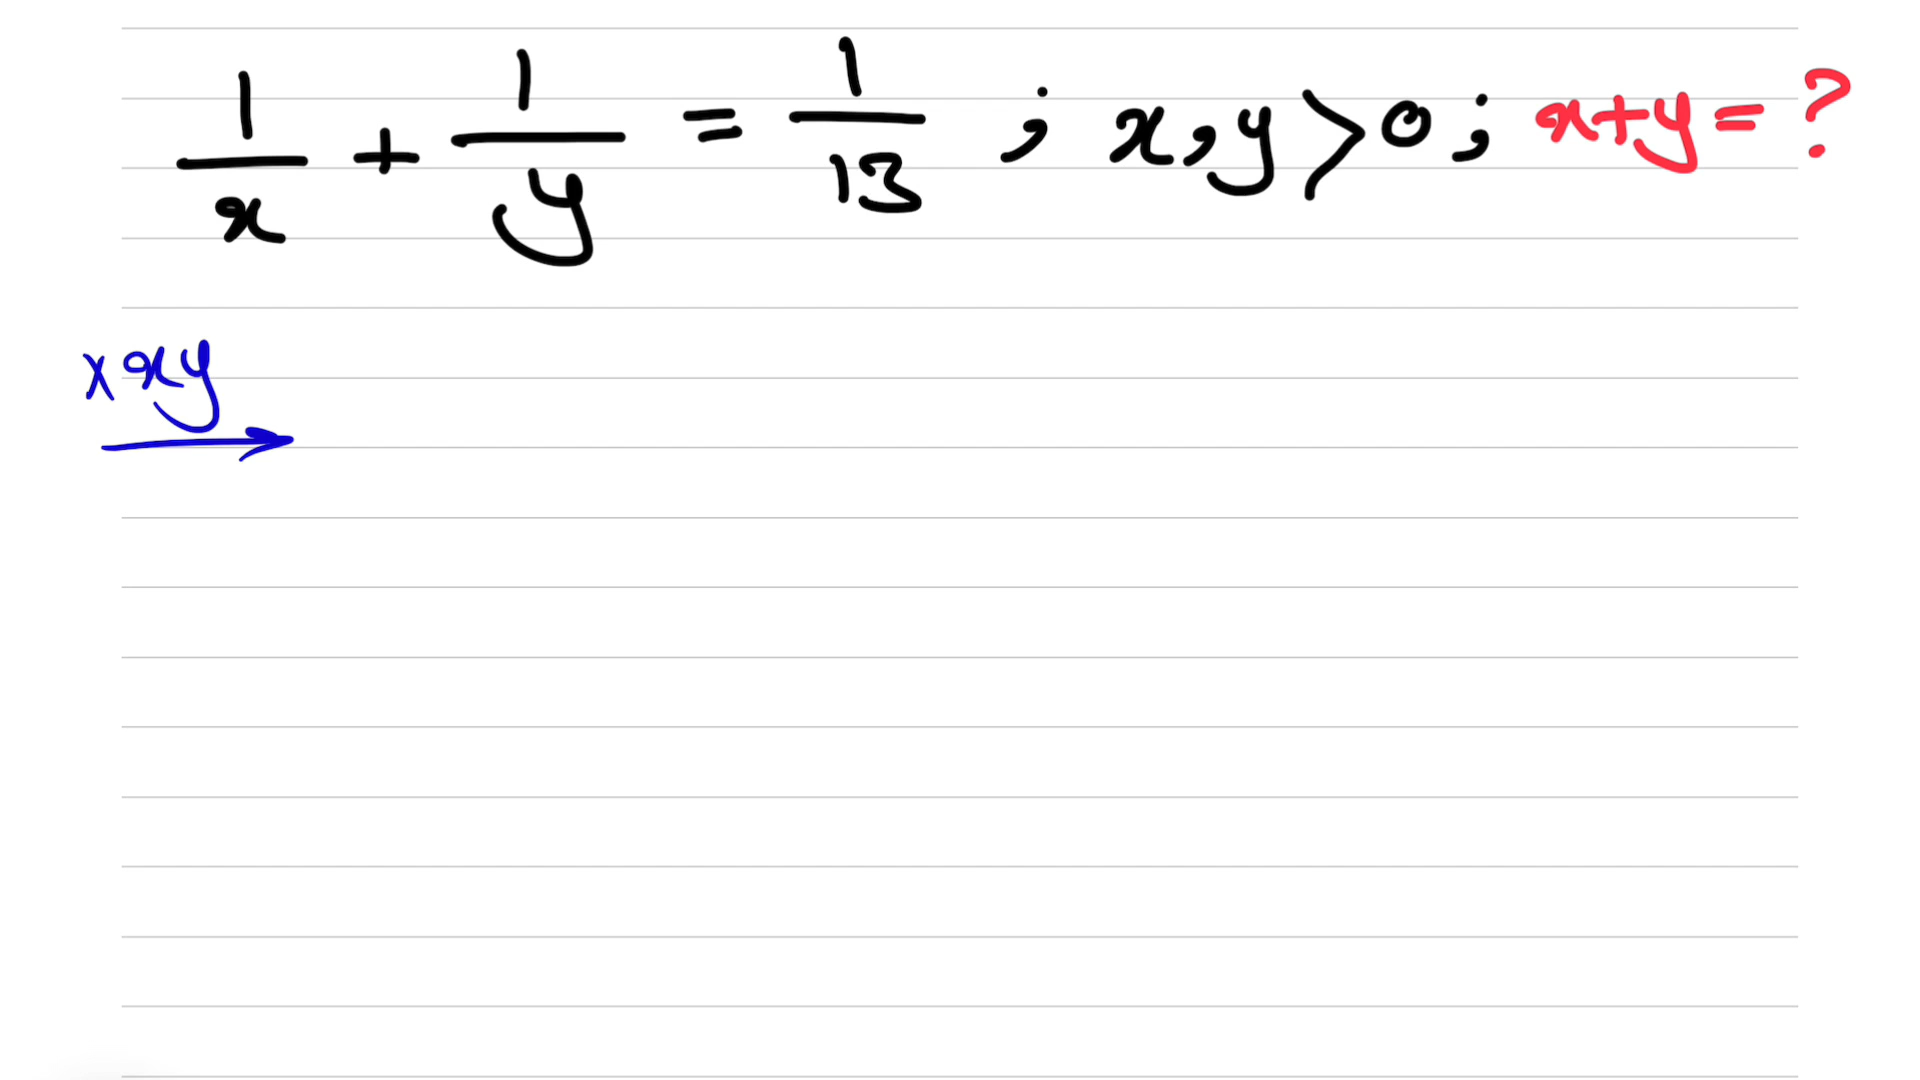 1/x + 1/y = 1/13 ; x,y>0; x+y=?
×xy